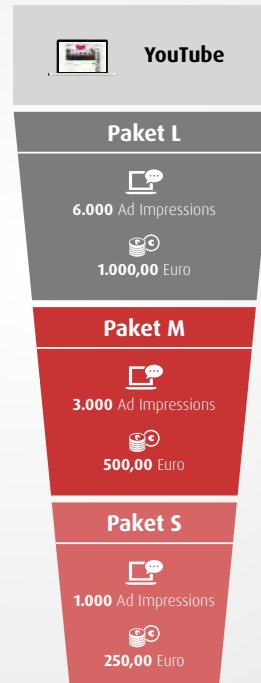 YouTube
Paket L
6.000 Ad Impressions
1.000,00 Euro
Paket M
3.000 Ad Impressions
500,00 Euro
Paket S
1.000 Ad Impressions
250,00 Euro